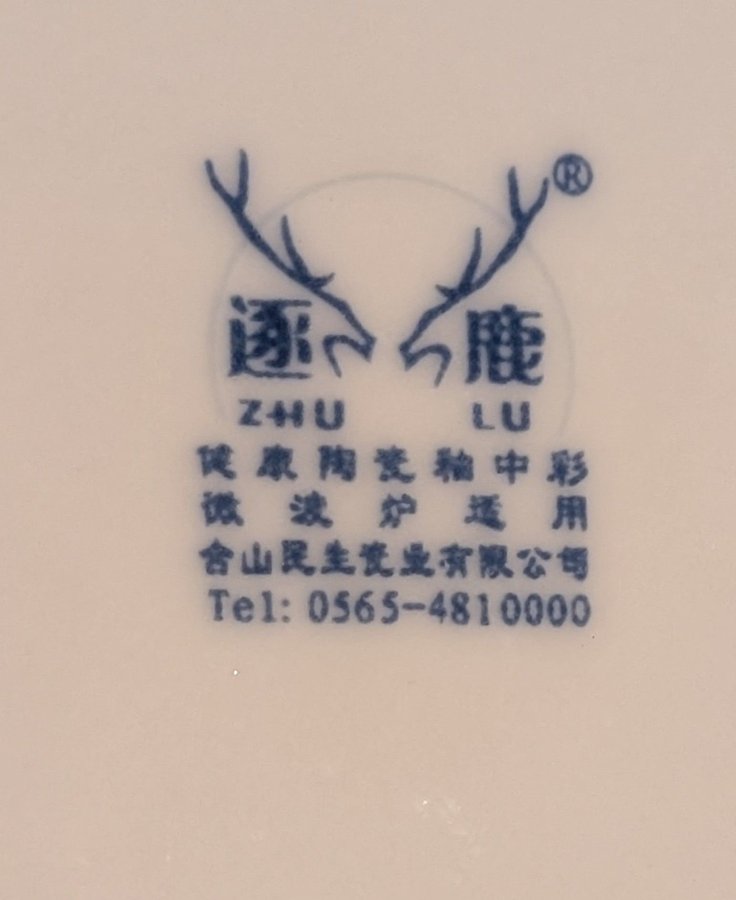 ®
逐 鹿
ZHU LU
健康陶瓷釉中彩
微波炉适用
含山民生瓷业有限公司
Tel: 0565-4810000